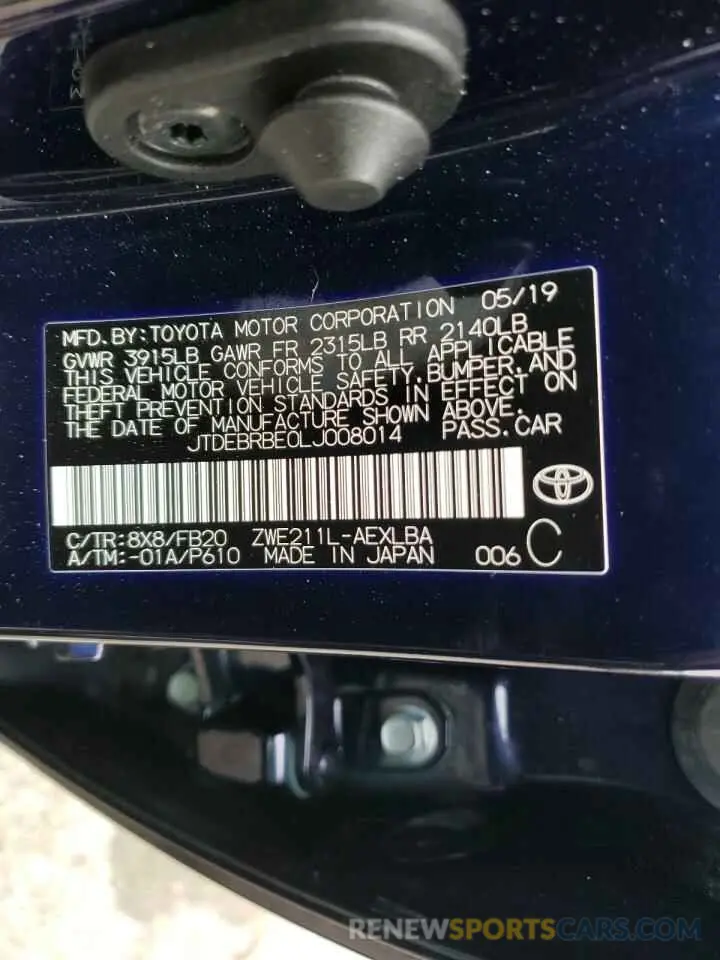 MFD.BY:TOYOTA MOTOR CORPORATION 05/19
GVWR 3915LB GAWR FR 2315LB RR 2140LB
THIS VEHICLE CONFORMS TO ALL APPLICABLE
FEDERAL MOTOR VEHICLE SAFETY,BUMPER,AND
THEFT PREVENTION STANDARDS IN EFFECT ON
THE DATE OF MANUFACTURE SHOWN ABOVE.
JTDEBRBE0LJ008014 PASS.CAR
C/TR:8X8/FB20 ZWE211L-AEXLBA
A/TM:-01A/P610 MADE IN JAPAN 006 C
RENEWSPORTSCARS.COM